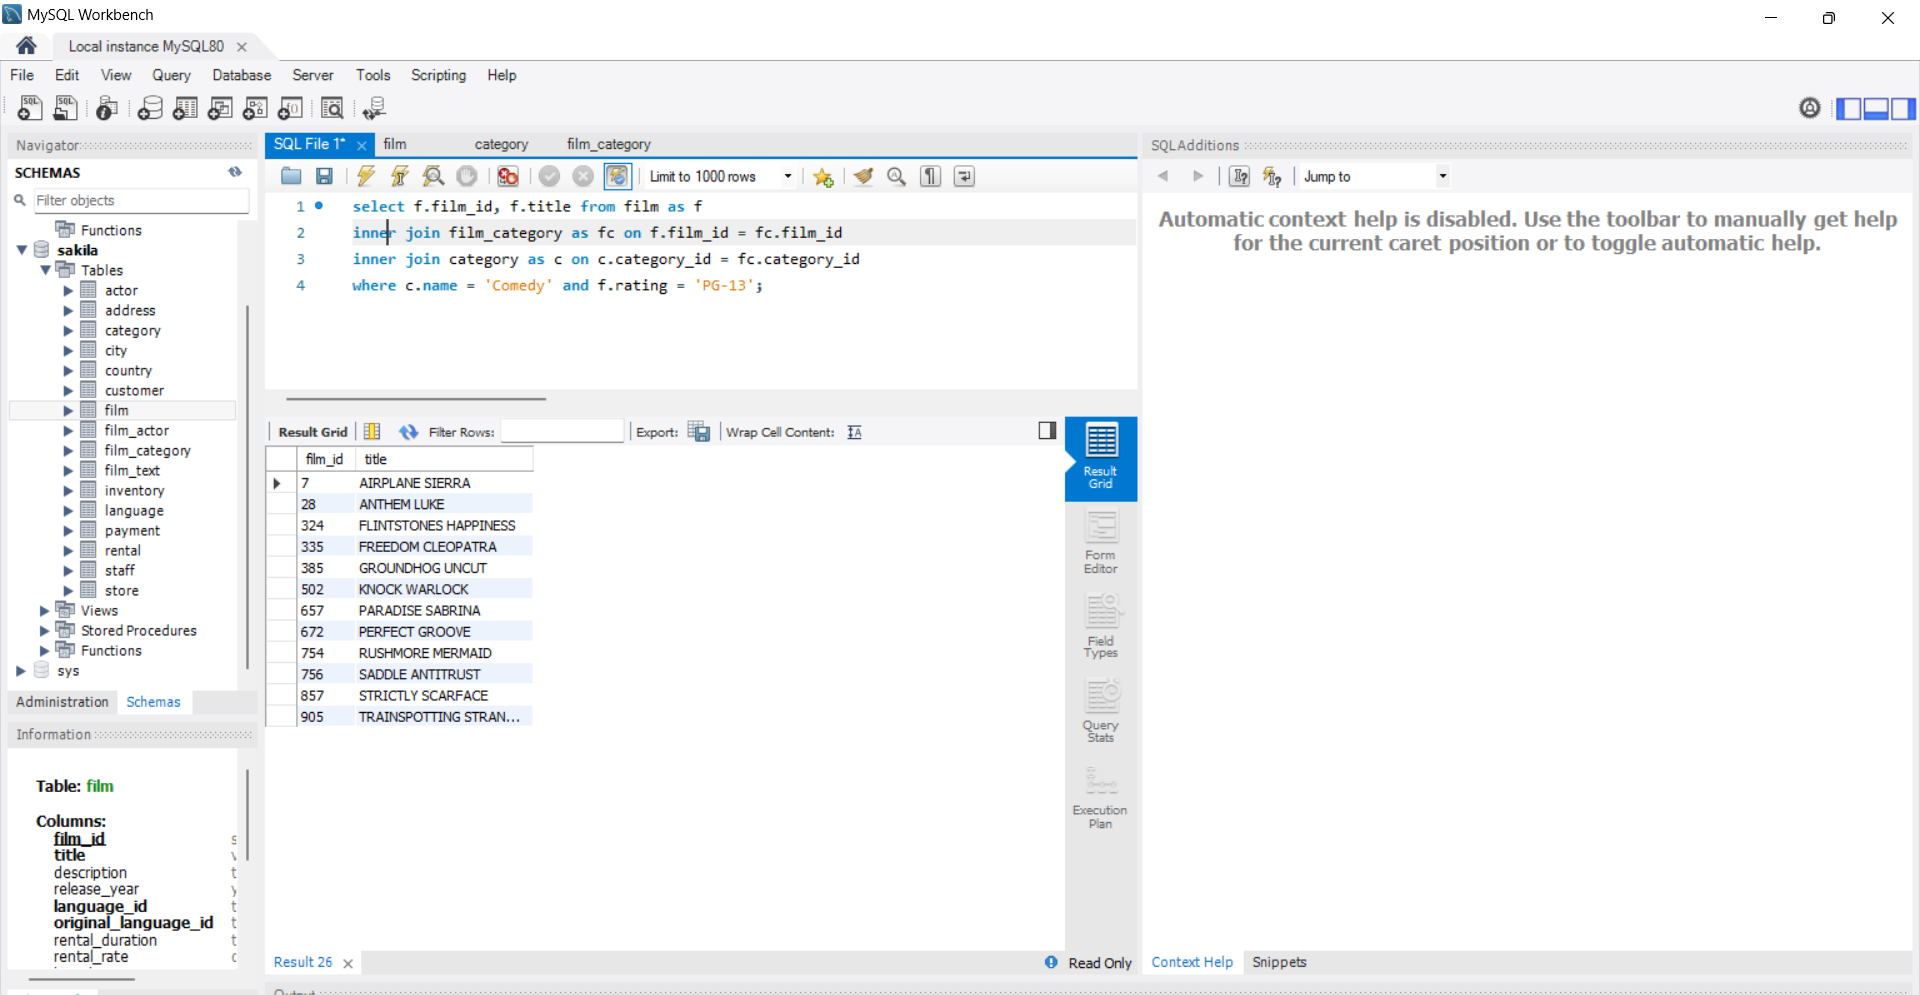 MySQL Workbench
Local instance MySQL80
File Edit View Query Database Server Tools Scripting Help
Navigator
SCHEMAS
Filter objects
Functions
sakila
Tables
actor
address
category
city
country
customer
film
film_actor
film_category
film_text
inventory
language
payment
rental
staff
store
Views
Stored Procedures
Functions
sys
Administration Schemas
Information
Table: film
Columns:
film_id s
title v
description t
release_year y
language_id t
original_language_id t
rental_duration t
rental_rate
SQL File 1* film category film_category
Limit to 1000 rows
1 select f.film_id, f.title from film as f
2 inner join film_category as fc on f.film_id = fc.film_id
3 inner join category as c on c.category_id = fc.category_id
4 where c.name = 'Comedy' and f.rating = 'PG-13';
Result Grid Filter Rows: Export: Wrap Cell Content:
film_id title
7 AIRPLANE SIERRA
28 ANTHEM LUKE
324 FLINTSTONES HAPPINESS
335 FREEDOM CLEOPATRA
385 GROUNDHOG UNCUT
502 KNOCK WARLOCK
657 PARADISE SABRINA
672 PERFECT GROOVE
754 RUSHMORE MERMAID
756 SADDLE ANTITRUST
857 STRICTLY SCARFACE
905 TRAINSPOTTING STRAN...
Result
Grid
Form
Editor
Field
Types
Query
Stats
Execution
Plan
Result 26
Read Only
SQLAdditions
Jump to
Automatic context help is disabled. Use the toolbar to manually get help
for the current caret position or to toggle automatic help.
Context Help Snippets